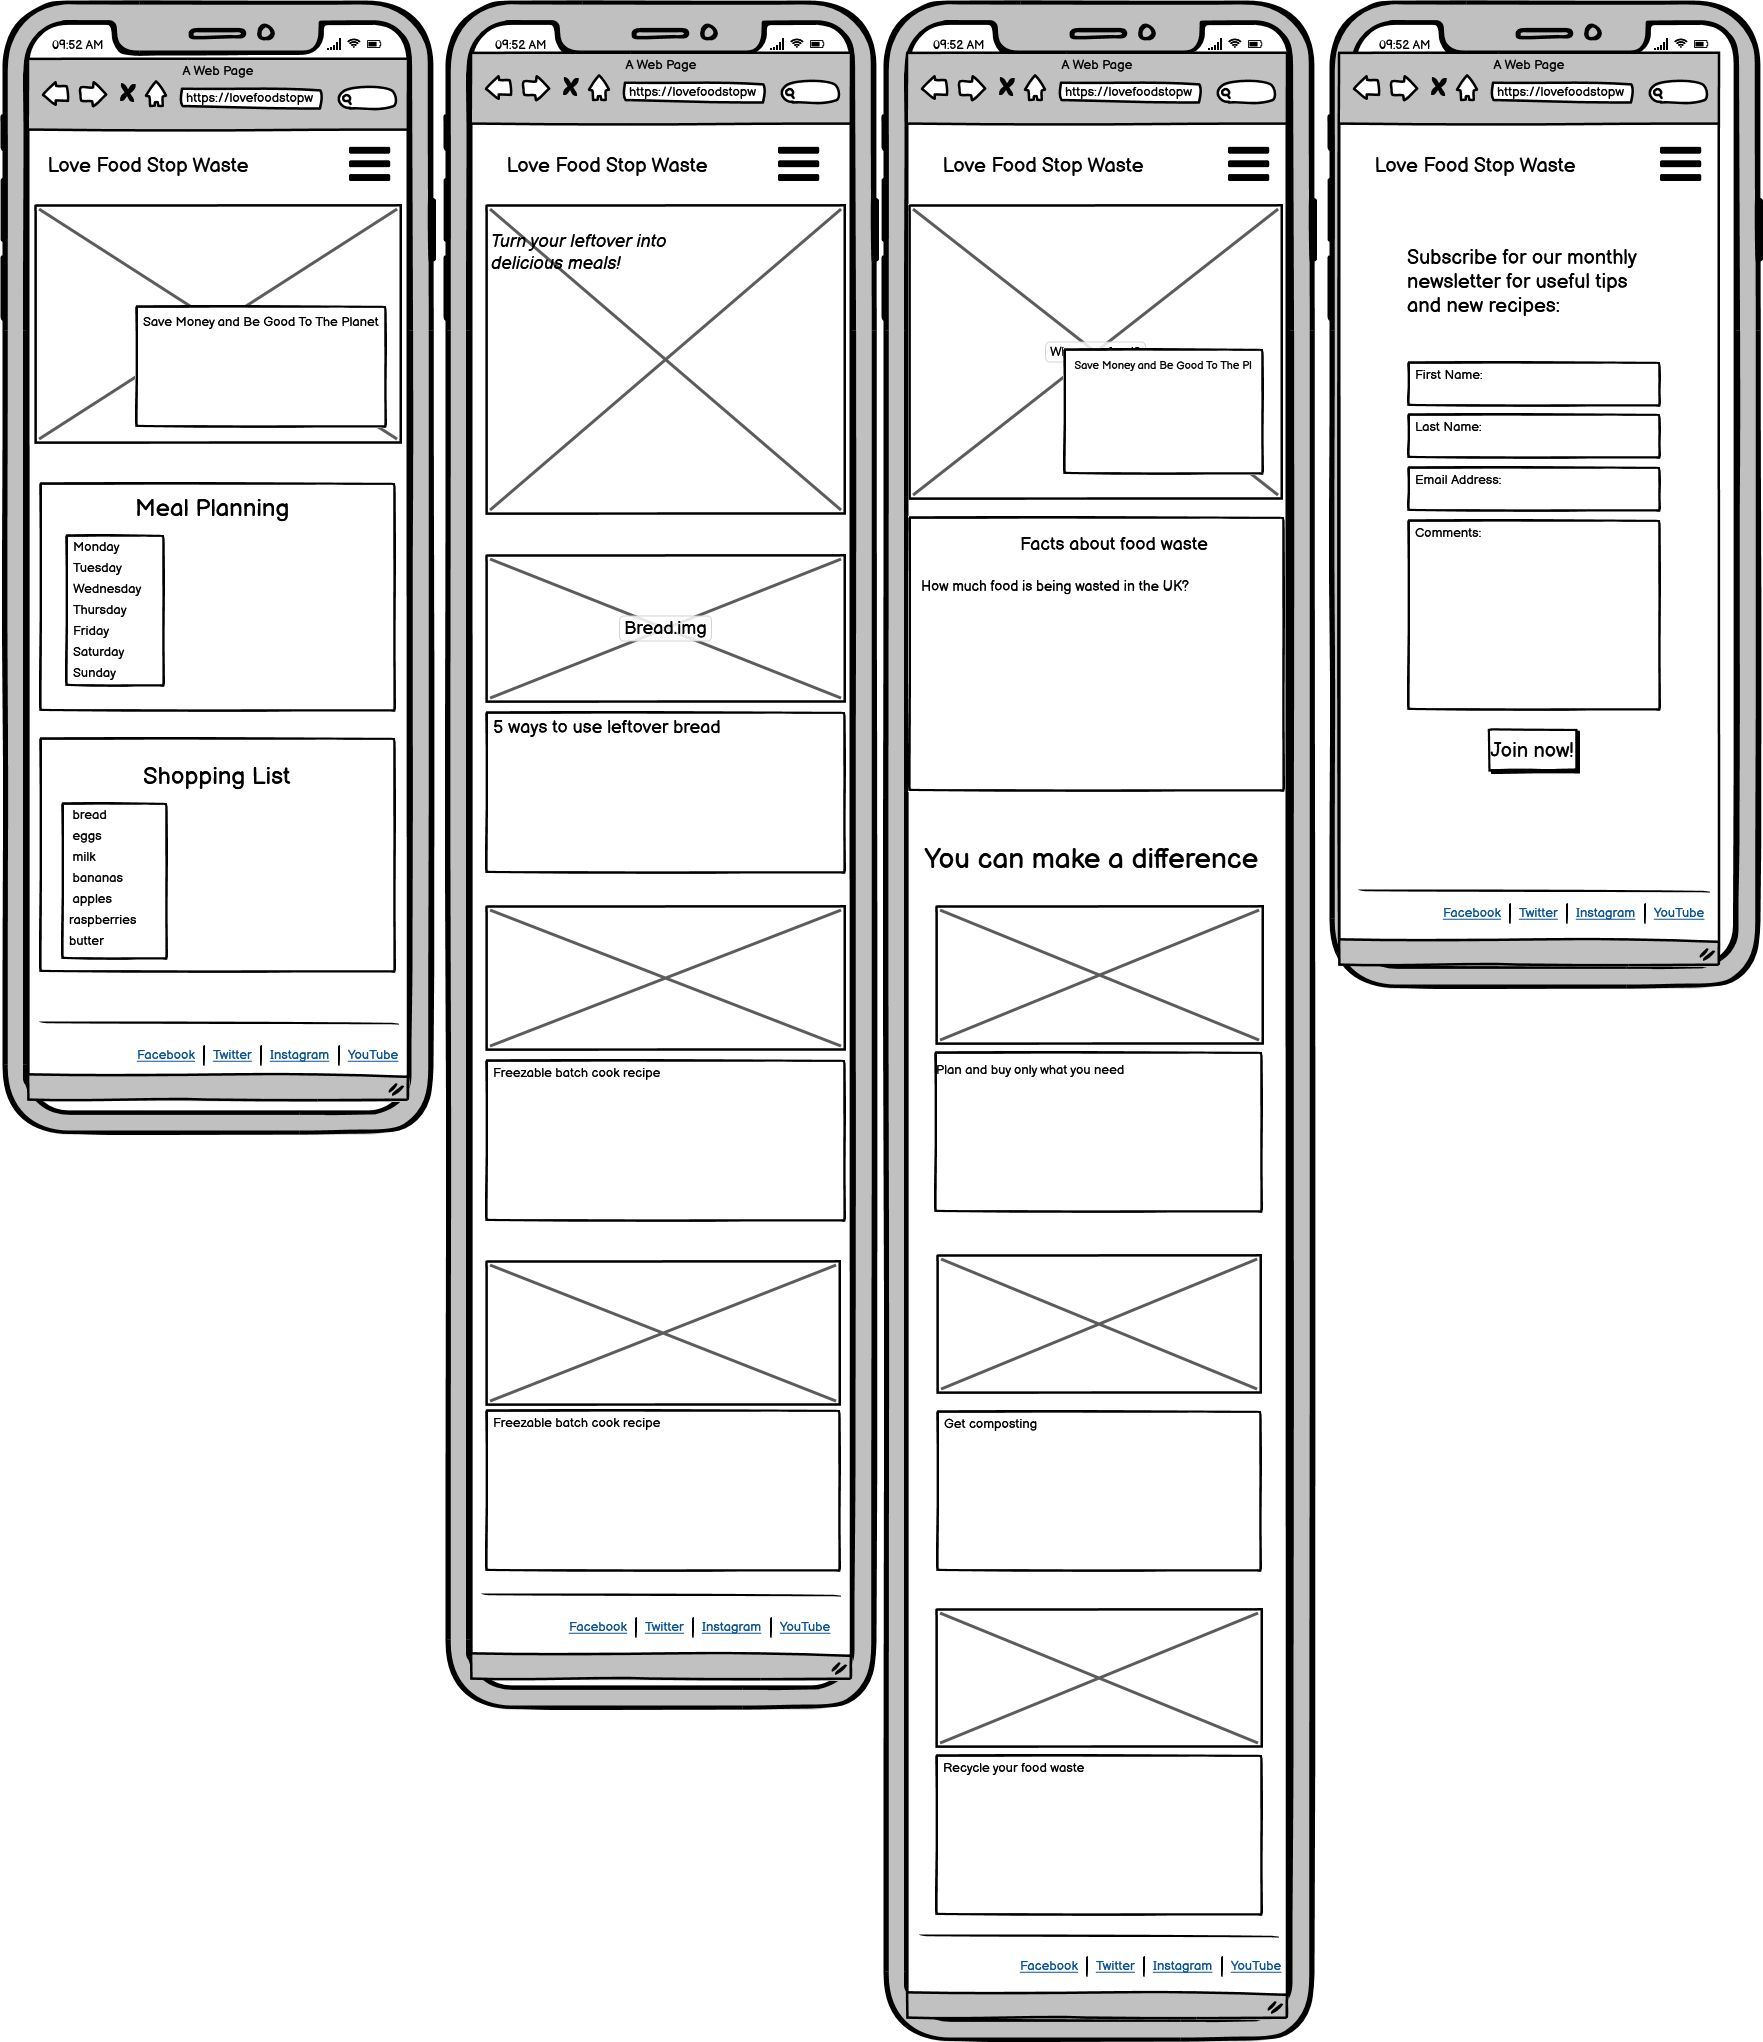 09:52 AM
A Web Page
https://lovefoodstopw
Love Food Stop Waste
Save Money and Be Good To The Planet
Meal Planning
Monday
Tuesday
Wednesday
Thursday
Friday
Saturday
Sunday
Shopping List
bread
eggs
milk
bananas
apples
raspberries
butter
Facebook | Twitter | Instagram | YouTube
09:52 AM
A Web Page
https://lovefoodstopw
Love Food Stop Waste
Turn your leftover into
delicious meals!
Bread.img
5 ways to use leftover bread
Freezable batch cook recipe
Freezable batch cook recipe
Facebook | Twitter | Instagram | YouTube
09:52 AM
A Web Page
https://lovefoodstopw
Love Food Stop Waste
Save Money and Be Good To The Pl
Facts about food waste
How much food is being wasted in the UK?
You can make a difference
Plan and buy only what you need
Get composting
Recycle your food waste
Facebook | Twitter | Instagram | YouTube
09:52 AM
A Web Page
https://lovefoodstopw
Love Food Stop Waste
Subscribe for our monthly
newsletter for useful tips
and new recipes:
First Name:
Last Name:
Email Address:
Comments:
Join now!
Facebook | Twitter | Instagram | YouTube